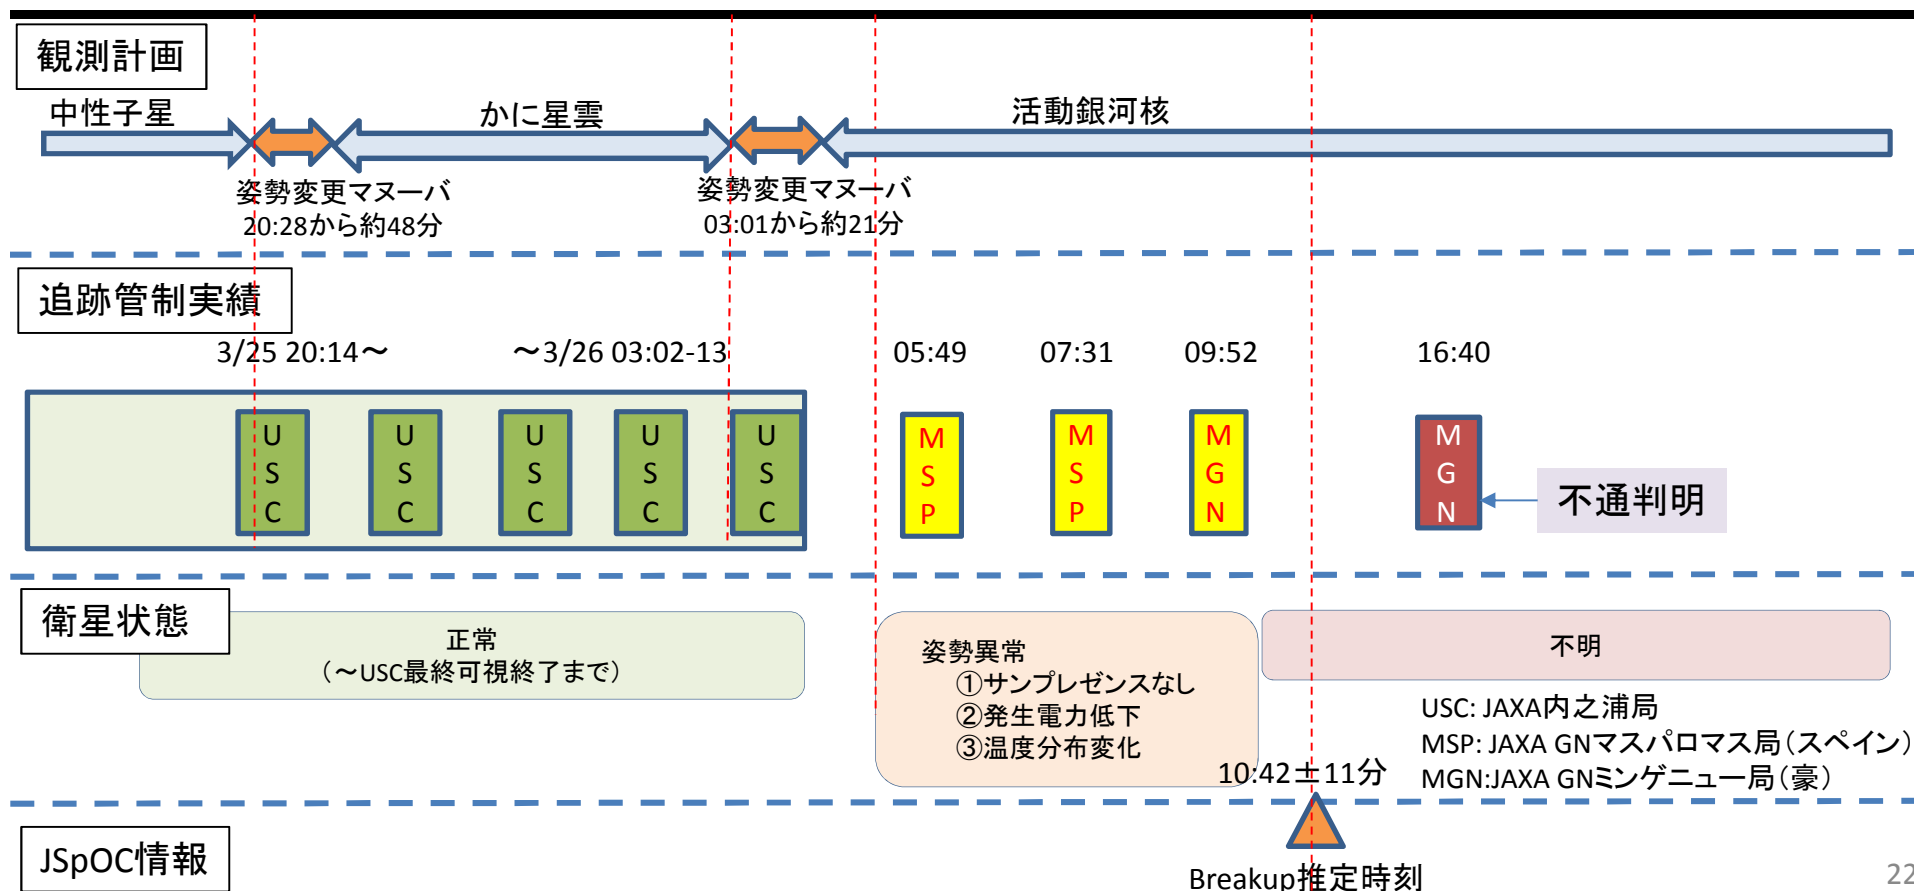 観測計画
中性子星
かに星雲
活動銀河核
姿勢変更マヌーバ
20:28から約48分
姿勢変更マヌーバ
03:01から約21分
追跡管制実績
3/25 20:14～
～3/26 03:02-13
05:49
07:31
09:52
16:40
USC
USC
USC
USC
USC
MSP
MSP
MGN
MGN
不通判明
衛星状態
正常
（～USC最終可視終了まで）
姿勢異常
①サンプレゼンスなし
②発生電力低下
③温度分布変化
不明
USC: JAXA内之浦局
MSP: JAXA GNマスパロマス局（スペイン）
MGN:JAXA GNミンゲニュー局（豪）
10:42±11分
JSpOC情報
Breakup推定時刻
22